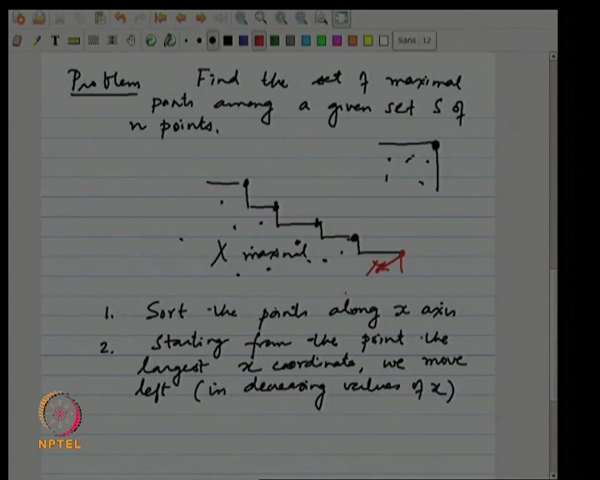 Sans 12
Problem Find the set of maximal
points among a given set S of
n points.
X maximal
1. Sort the points along x axis
2. Starting from the point the
largest x coordinate, we move
left (in decreasing values of x)
NPTEL